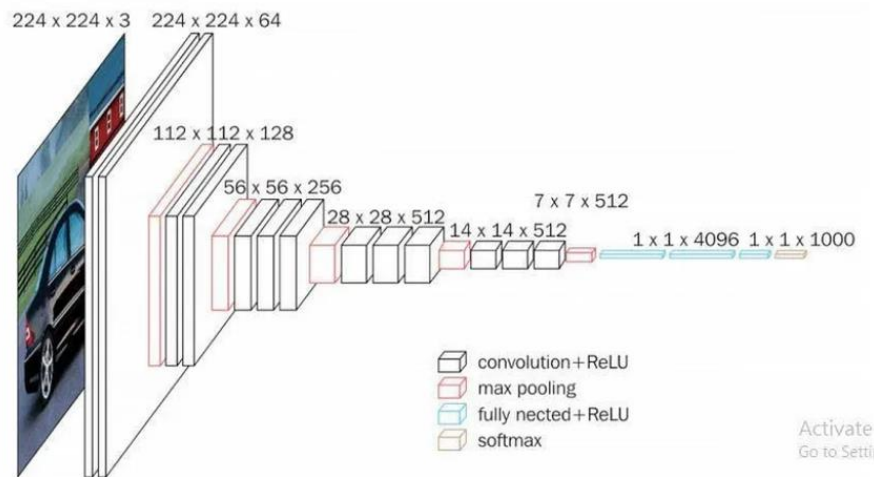 224 x 224 x 3
224 x 224 x 64
112 x 112 x 128
56 x 56 x 256
28 x 28 x 512
14 x 14 x 512
7 x 7 x 512
1 x 1 x 4096
1 x 1 x 1000
convolution+ReLU
max pooling
fully nected+ReLU
softmax
Activate
Go to Setti